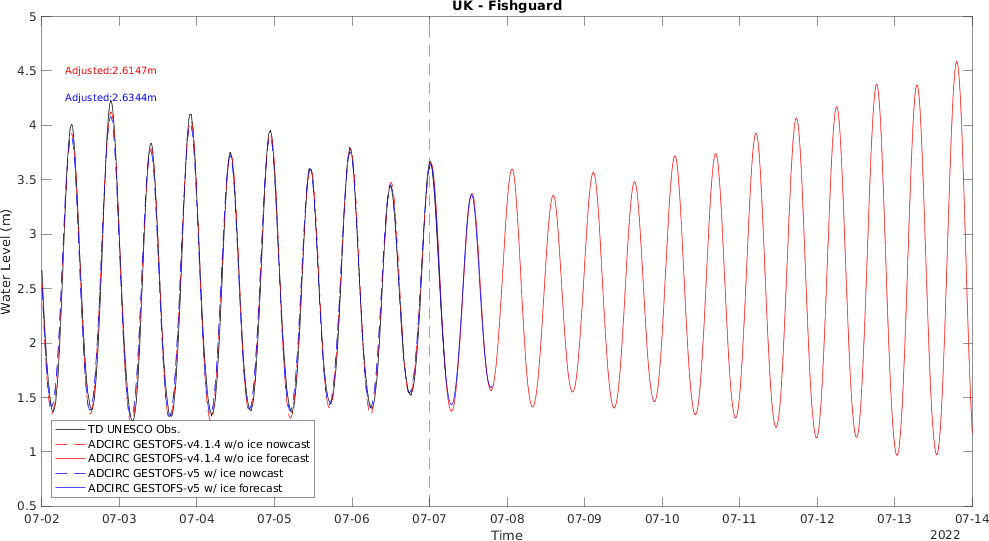 UK - Fishguard
5
4.5
4
3.5
3
2.5
2
1.5
1
0.5
Water Level (m)
Adjusted:2.6147m
Adjusted:2.6344m
TD UNESCO Obs.
ADCIRC GESTOFS-v4.1.4 w/o ice nowcast
ADCIRC GESTOFS-v4.1.4 w/o ice forecast
ADCIRC GESTOFS-v5 w/ ice nowcast
ADCIRC GESTOFS-v5 w/ ice forecast
07-02 07-03 07-04 07-05 07-06 07-07 07-08 07-09 07-10 07-11 07-12 07-13 07-14
Time
2022